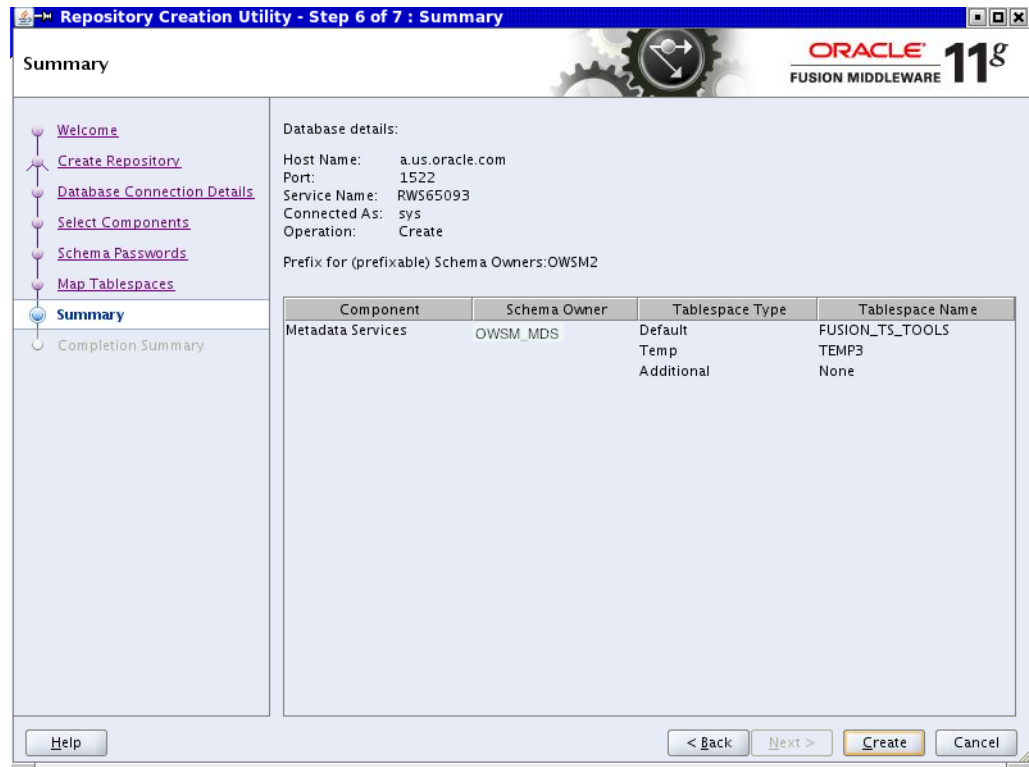 Repository Creation Utility - Step 6 of 7 : Summary
Summary
ORACLE
FUSION MIDDLEWARE 11g
Welcome
Create Repository
Database Connection Details
Select Components
Schema Passwords
Map Tablespaces
Summary
Completion Summary
Database details:
Host Name: a.us.oracle.com
Port: 1522
Service Name: RWS65093
Connected As: sys
Operation: Create
Prefix for (prefixable) Schema Owners:OWSM2
Component Schema Owner Tablespace Type Tablespace Name
Metadata Services OWSM_MDS Default FUSION_TS_TOOLS
Temp TEMP3
Additional None
Help < Back Next > Create Cancel